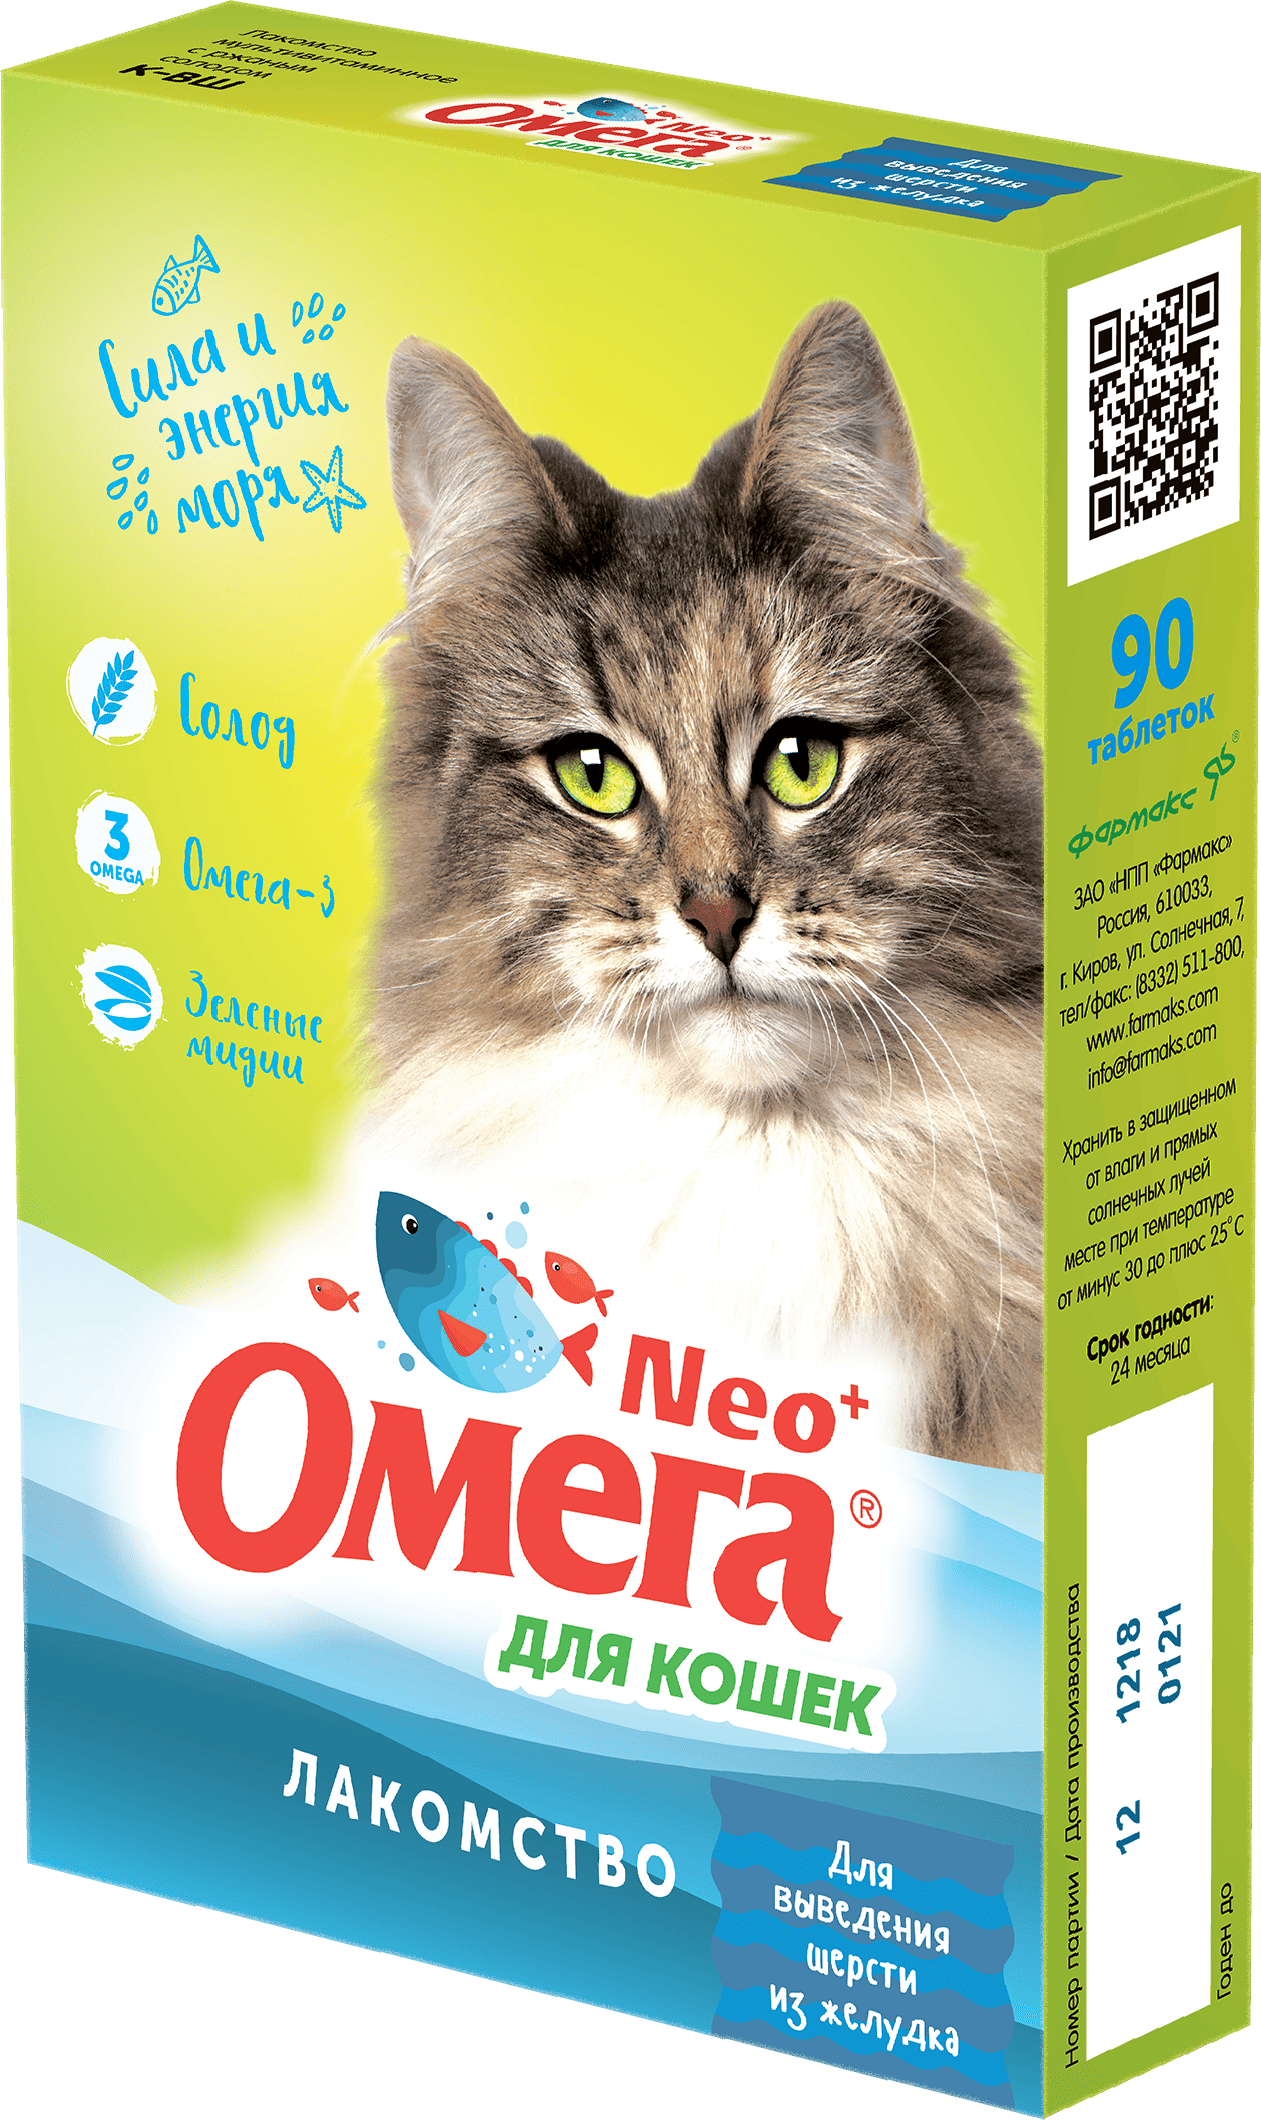 Лакомство
мультивитаминное
с ржаным
солодом
К-ВШ
Neo+
Омега®
для кошек
Для
выведения
шерсти
из желудка
Сила и
энергия
моря
Солод
3
OMEGA
Омега-3
Зеленые
мидии
Neo+
Омега®
для кошек
ЛАКОМСТВО
Для
выведения
шерсти
из желудка
90
таблеток
фармакс ®
ЗАО «НПП «Фармакс»
Россия, 610033,
г. Киров, ул. Солнечная, 7,
тел/факс: (8332) 511-800,
www.farmaks.com
info@farmaks.com
Хранить в защищенном
от влаги и прямых
солнечных лучей
месте при температуре
от минус 30 до плюс 25°С
Срок годности:
24 месяца
Номер партии / Дата производства
12 1218
0121
Годен до